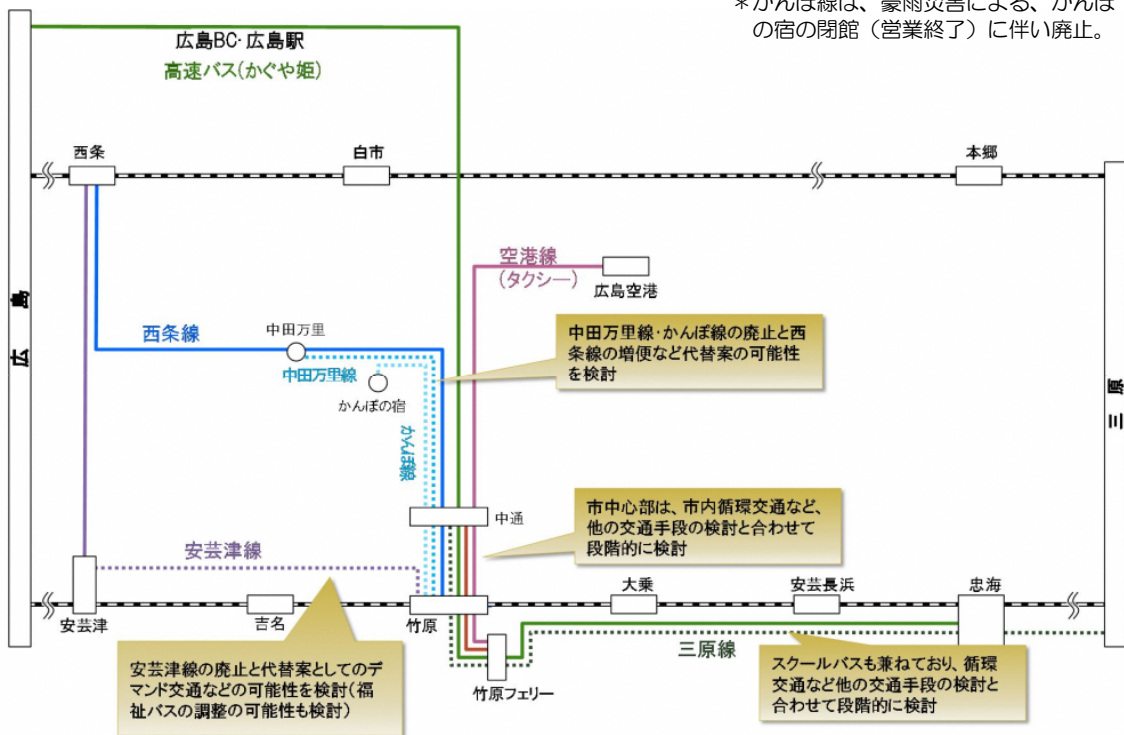 ＊かんぽ線は、豪雨災害による、かんぽ
の宿の閉館（営業終了）に伴い廃止。
広島BC･広島駅
高速バス(かぐや姫)
西条
白市
本郷
広島
三原
空港線
(タクシー)
広島空港
西条線
中田万里
中田万里線
かんぽの宿
かんぽ線
中田万里線･かんぽ線の廃止と西
条線の増便など代替案の可能性
を検討
中通
市中心部は、市内循環交通など、
他の交通手段の検討と合わせて
段階的に検討
安芸津線
安芸津
吉名
竹原
大乗
安芸長浜
忠海
三原線
竹原フェリー
安芸津線の廃止と代替案としてのデ
マンド交通などの可能性を検討(福
祉バスの調整の可能性も検討)
スクールバスも兼ねており、循環
交通など他の交通手段の検討と
合わせて段階的に検討